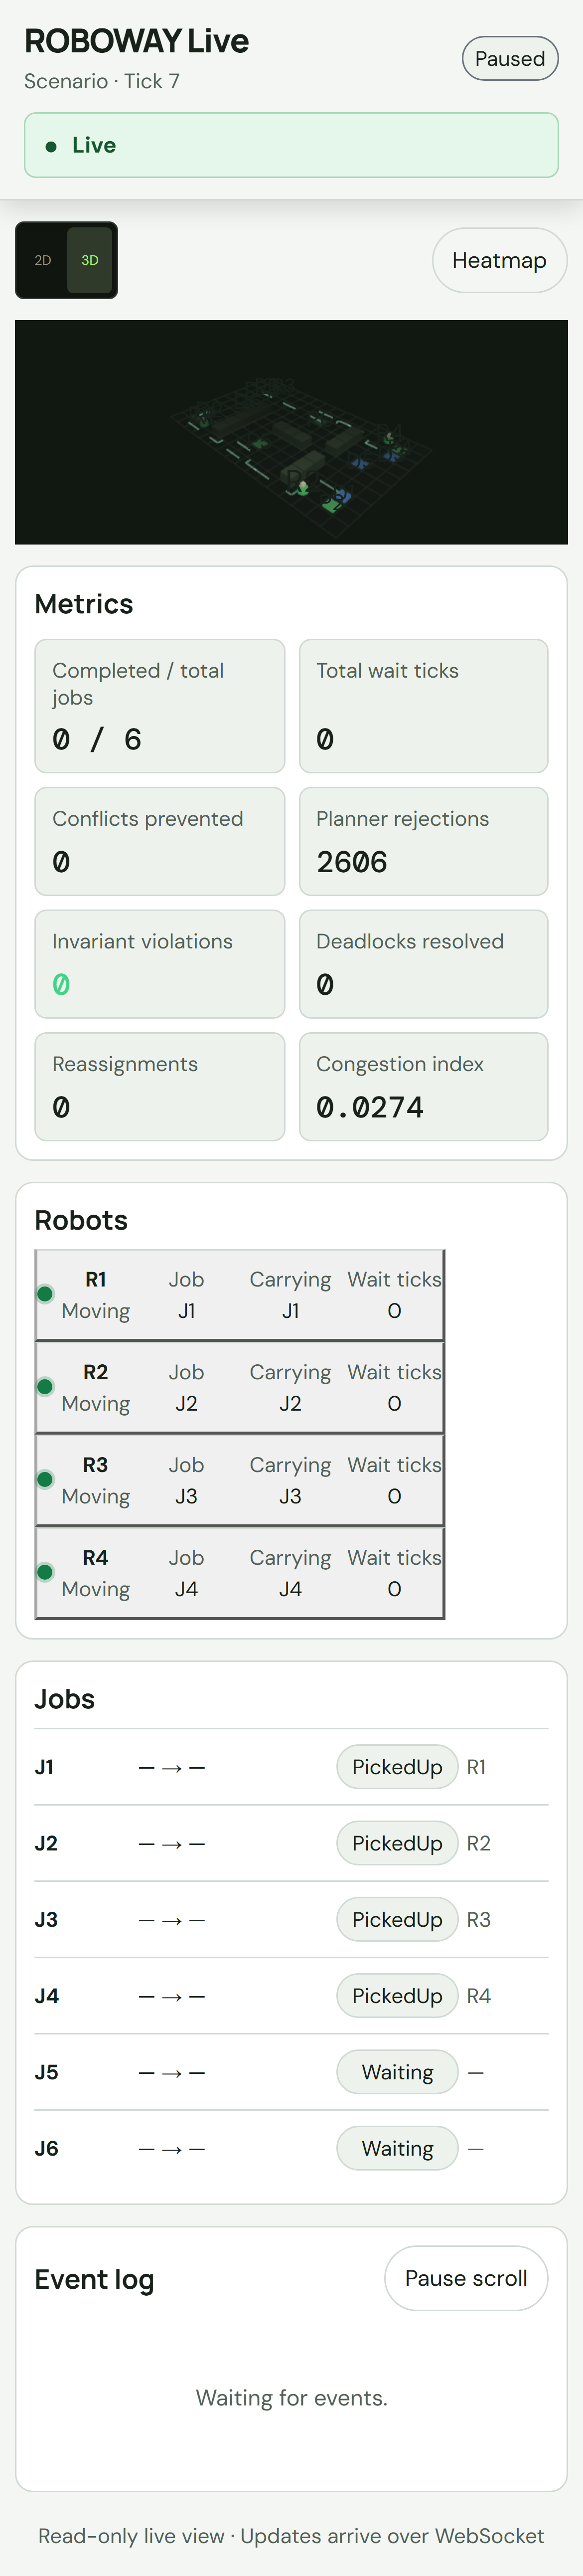 ROBOWAY Live
Scenario · Tick 7
Paused
● Live
2D 3D
Heatmap
Metrics
Completed / total
jobs
0 / 6
Total wait ticks
0
Conflicts prevented
0
Planner rejections
2606
Invariant violations
0
Deadlocks resolved
0
Reassignments
0
Congestion index
0.0274
Robots
R1 Job Carrying Wait ticks
Moving J1 J1 0
R2 Job Carrying Wait ticks
Moving J2 J2 0
R3 Job Carrying Wait ticks
Moving J3 J3 0
R4 Job Carrying Wait ticks
Moving J4 J4 0
Jobs
J1 — → — PickedUp R1
J2 — → — PickedUp R2
J3 — → — PickedUp R3
J4 — → — PickedUp R4
J5 — → — Waiting —
J6 — → — Waiting —
Event log
Pause scroll
Waiting for events.
Read-only live view · Updates arrive over WebSocket